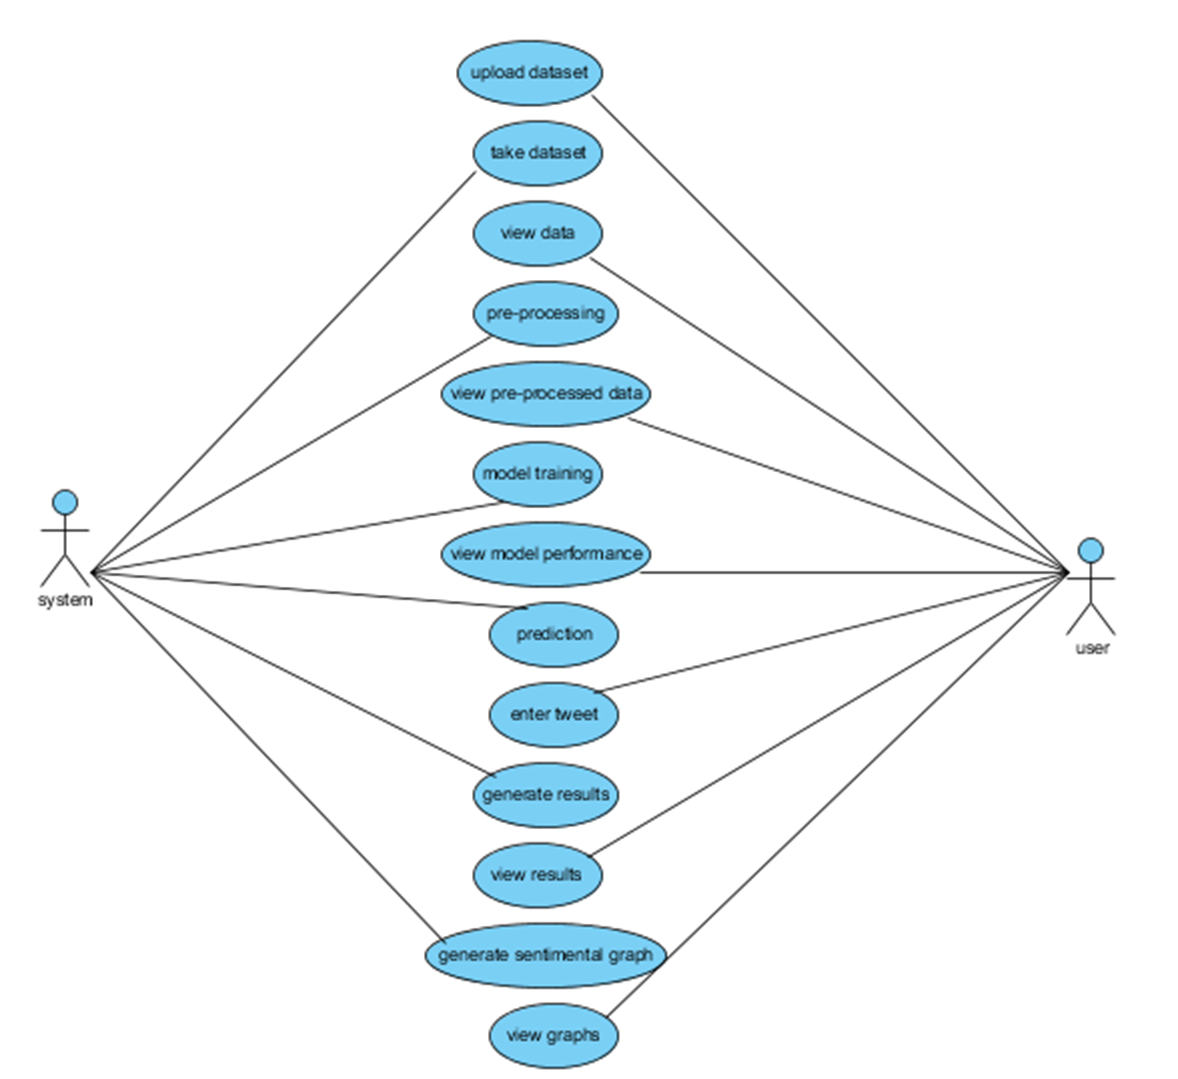 upload dataset
take dataset
view data
pre-processing
view pre-processed data
model training
view model performance
prediction
enter tweet
generate results
view results
generate sentimental graph
view graphs
system
user